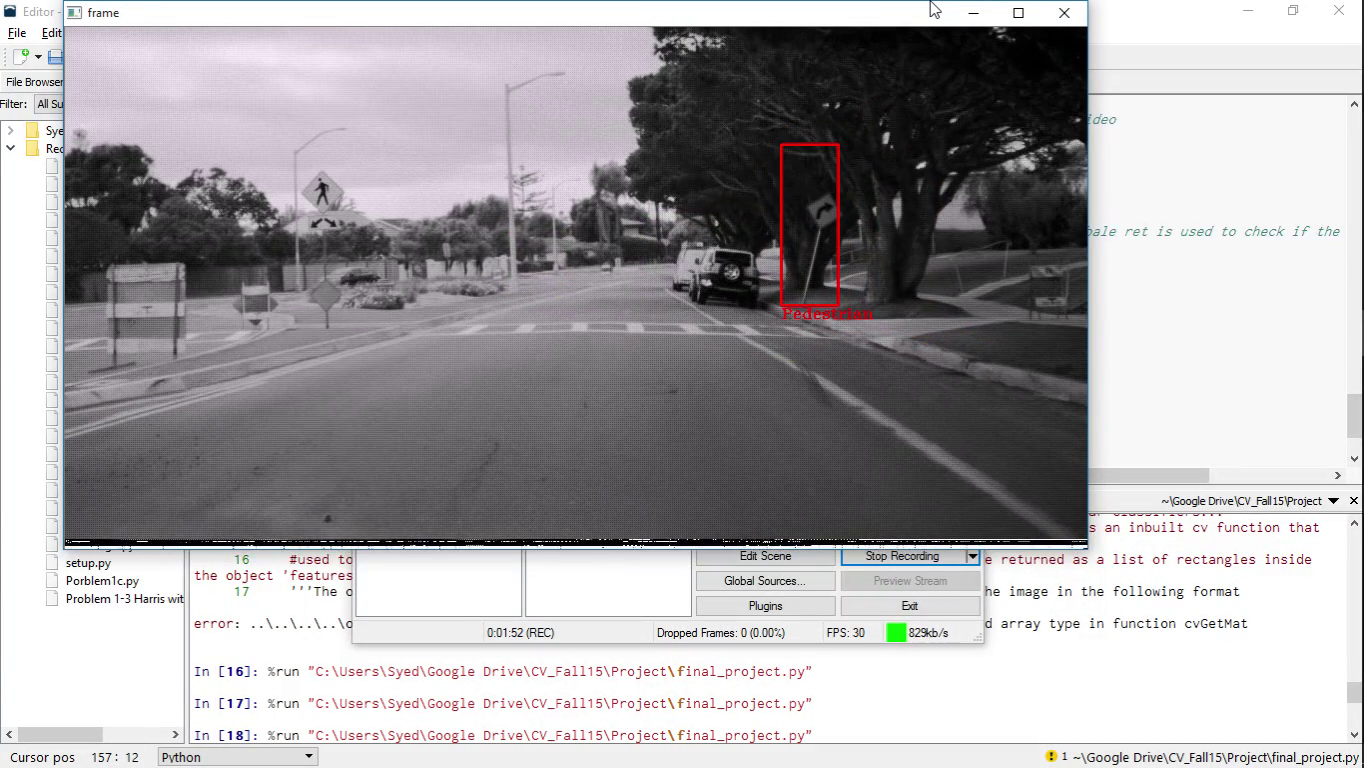 Editor -
frame
File
Edit
File Browser
Filter:
All Su
Sye
Rec
ideo
bale ret is used to check if the
Pedestrian
~\Google Drive\CV_Fall15\Project
s an inbuilt cv function that
setup.py
Porblem1c.py
Problem 1-3 Harris wit
16 #used to
e returned as a list of rectangles inside
the object 'features
17 '''The o
he image in the following format
error: ..\..\..\..\o
d array type in function cvGetMat
Edit Scene
Stop Recording
Global Sources...
Preview Stream
Plugins
Exit
0:01:52 (REC)
Dropped Frames: 0 (0.00%)
FPS: 30
829kb/s
In [16]: %run "C:\Users\Syed\Google Drive\CV_Fall15\Project\final_project.py"
In [17]: %run "C:\Users\Syed\Google Drive\CV_Fall15\Project\final_project.py"
In [18]: %run "C:\Users\Syed\Google Drive\CV_Fall15\Project\final_project.py"
Cursor pos 157: 12 Python
1 ~\Google Drive\CV_Fall15\Project\final_project.py